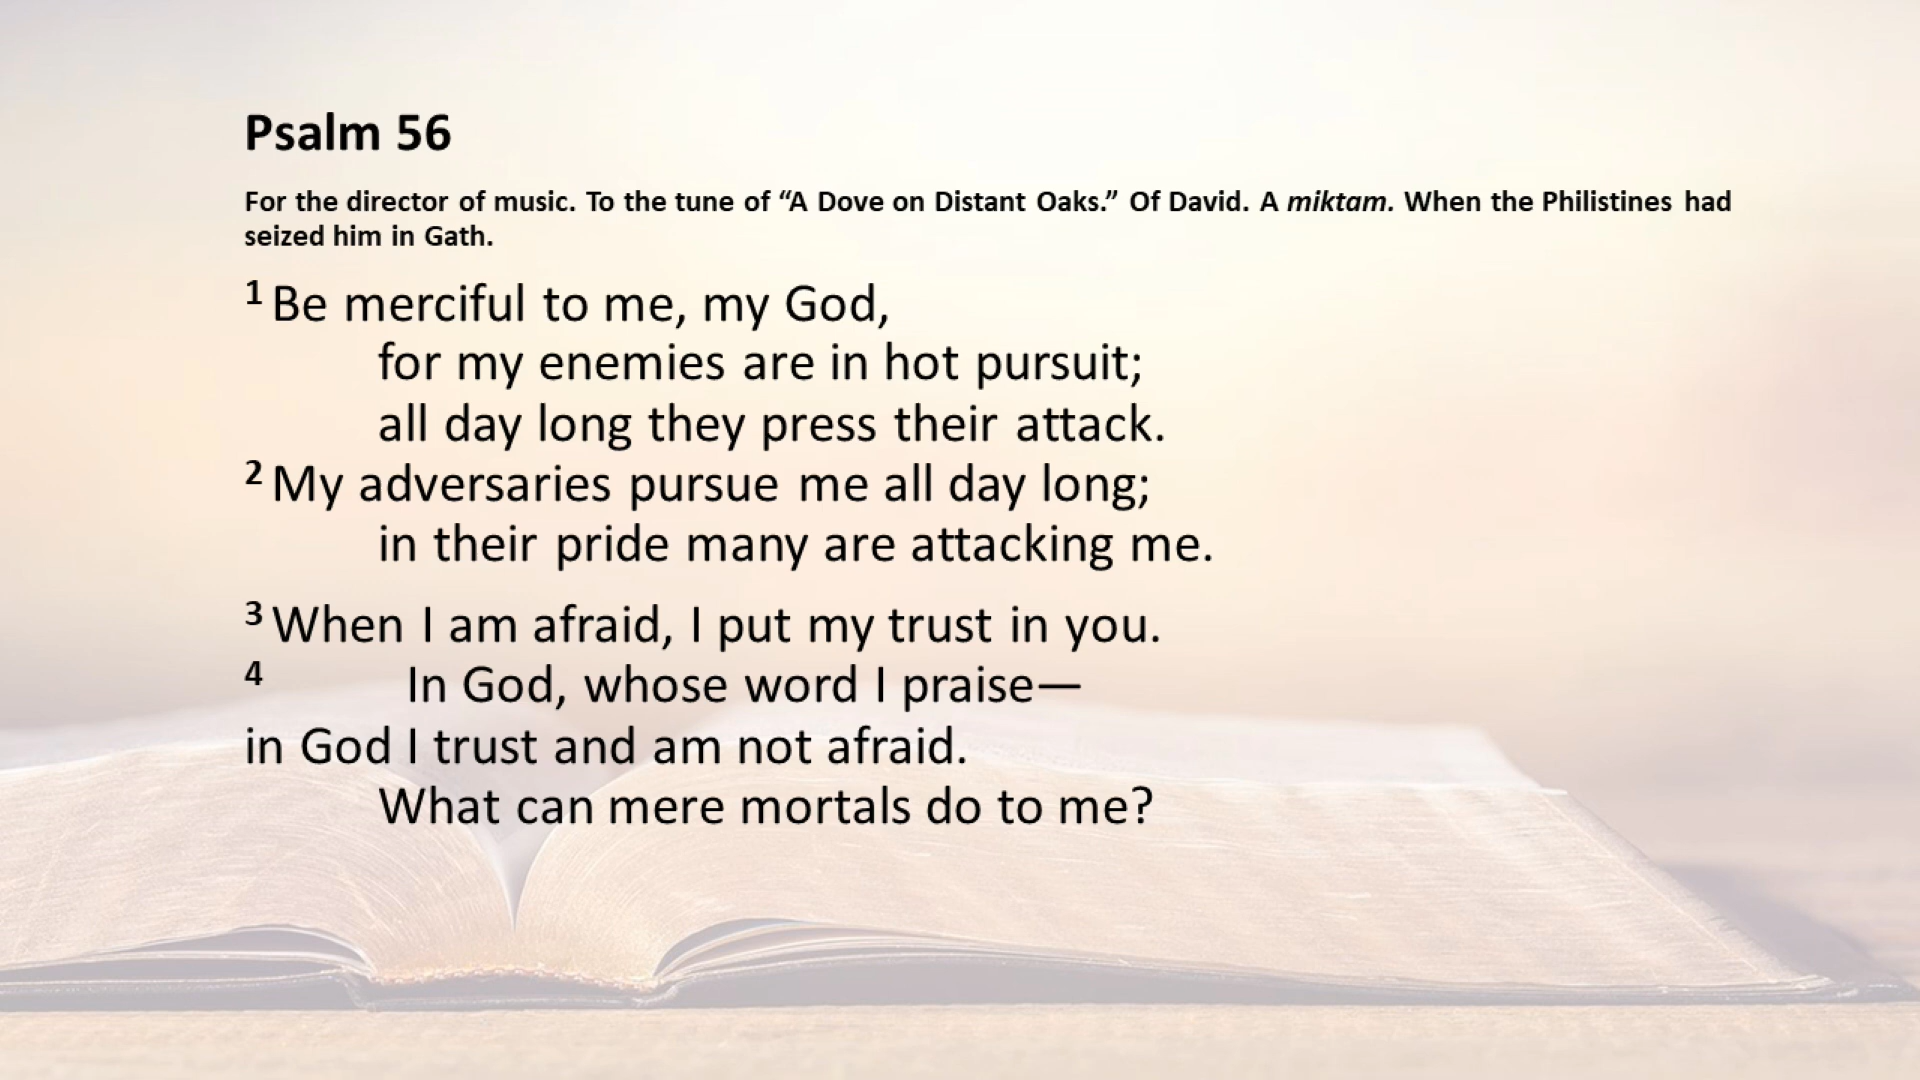 Psalm 56
For the director of music. To the tune of “A Dove on Distant Oaks.” Of David. A miktam. When the Philistines had
seized him in Gath.
1 Be merciful to me, my God,
for my enemies are in hot pursuit;
all day long they press their attack.
2 My adversaries pursue me all day long;
in their pride many are attacking me.
3 When I am afraid, I put my trust in you.
4 In God, whose word I praise—
in God I trust and am not afraid.
What can mere mortals do to me?